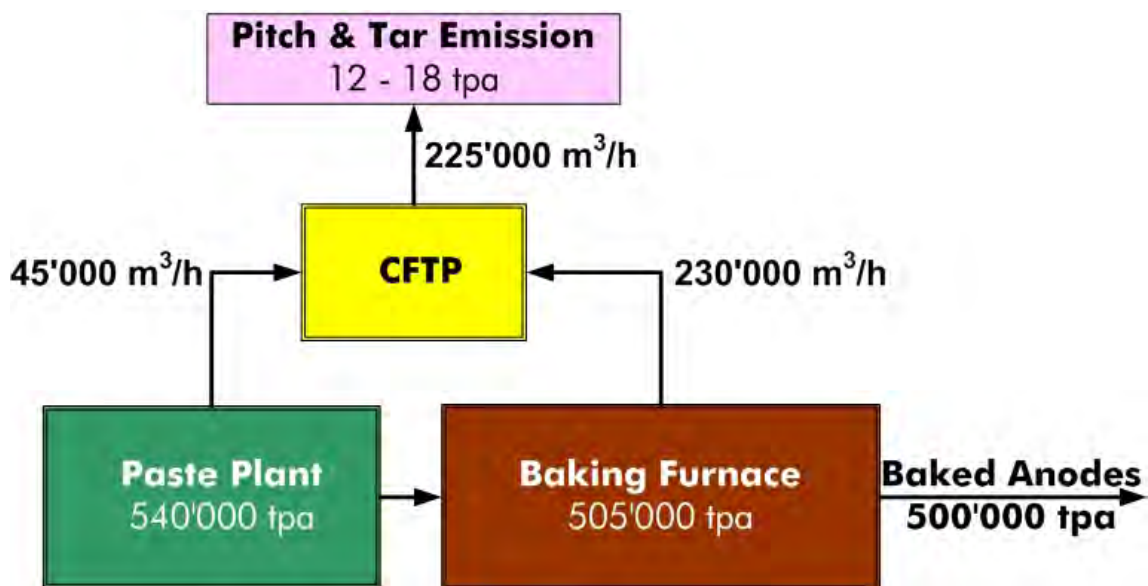 Pitch & Tar Emission
12 - 18 tpa
225'000 m³/h
45'000 m³/h
CFTP
230'000 m³/h
Paste Plant
540'000 tpa
Baking Furnace
505'000 tpa
Baked Anodes
500'000 tpa